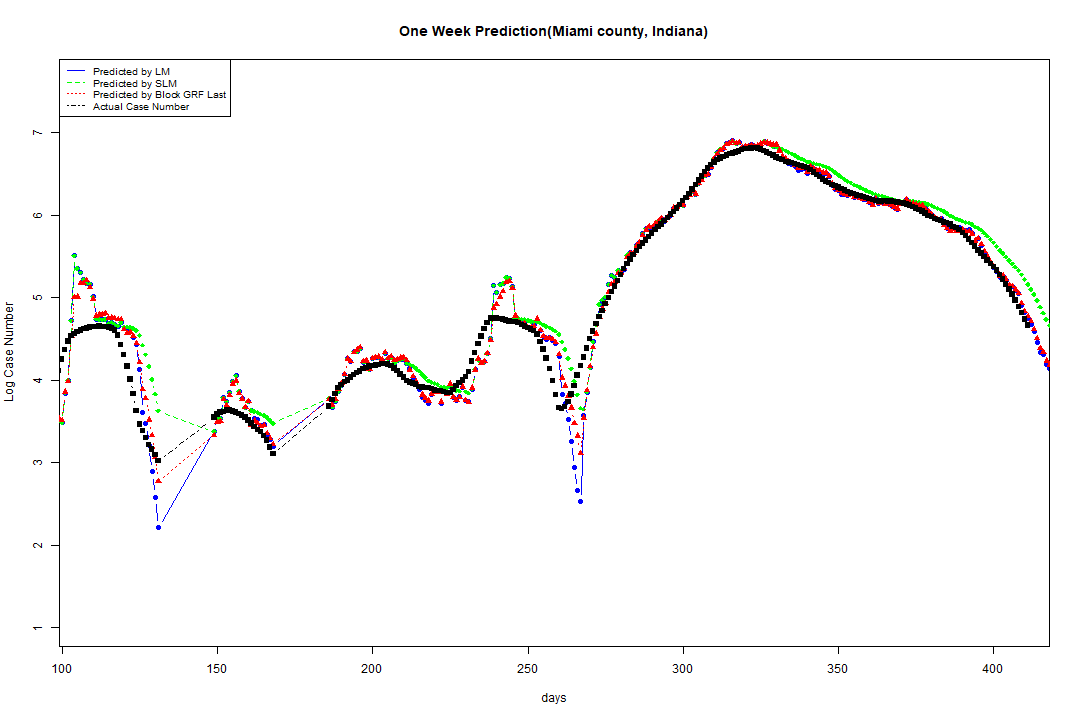 One Week Prediction(Miami county, Indiana)
Predicted by LM
Predicted by SLM
Predicted by Block GRF Last
Actual Case Number
7
6
5
4
3
2
1
Log Case Number
100 150 200 250 300 350 400
days